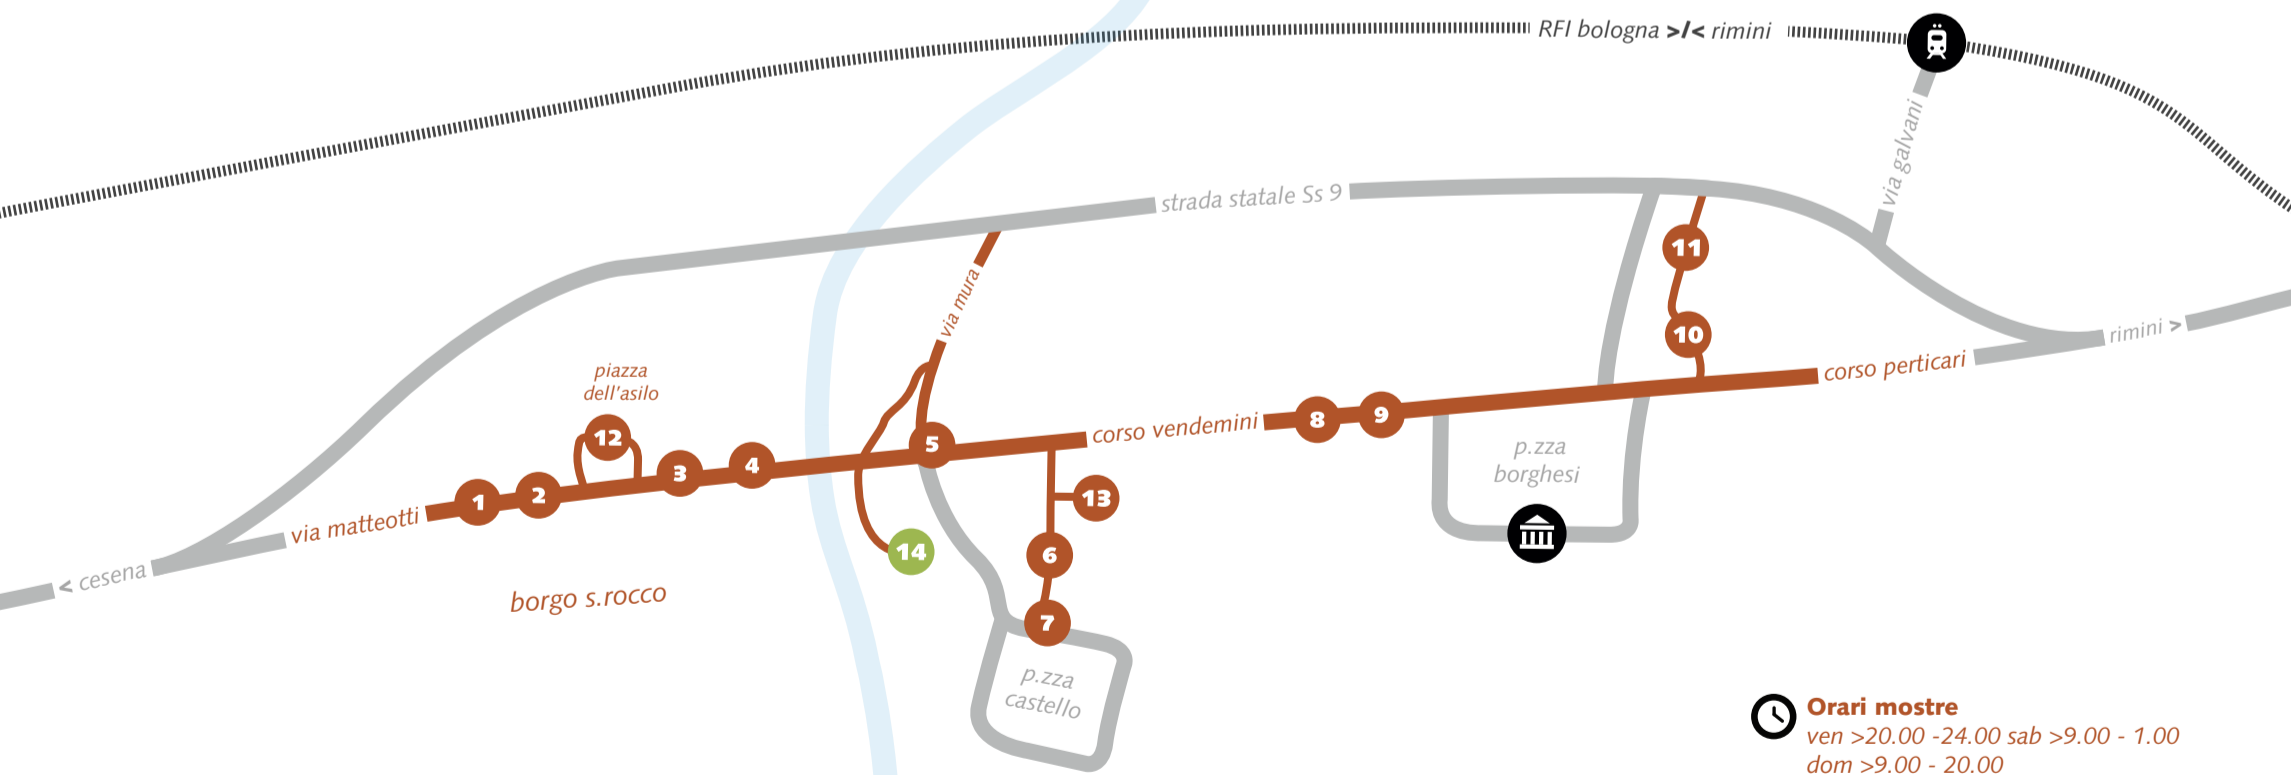 RFI bologna >/< rimini
via galvani
strada statale Ss 9
11
via mura
10
rimini >
piazza
dell'asilo
corso perticari
12
8
9
corso vendemini
5
p.zza
borghesi
4
3
2
1
13
via matteotti
14
6
< cesena
borgo s.rocco
7
p.zza
castello
Orari mostre
ven >20.00 -24.00 sab >9.00 - 1.00
dom >9.00 - 20.00